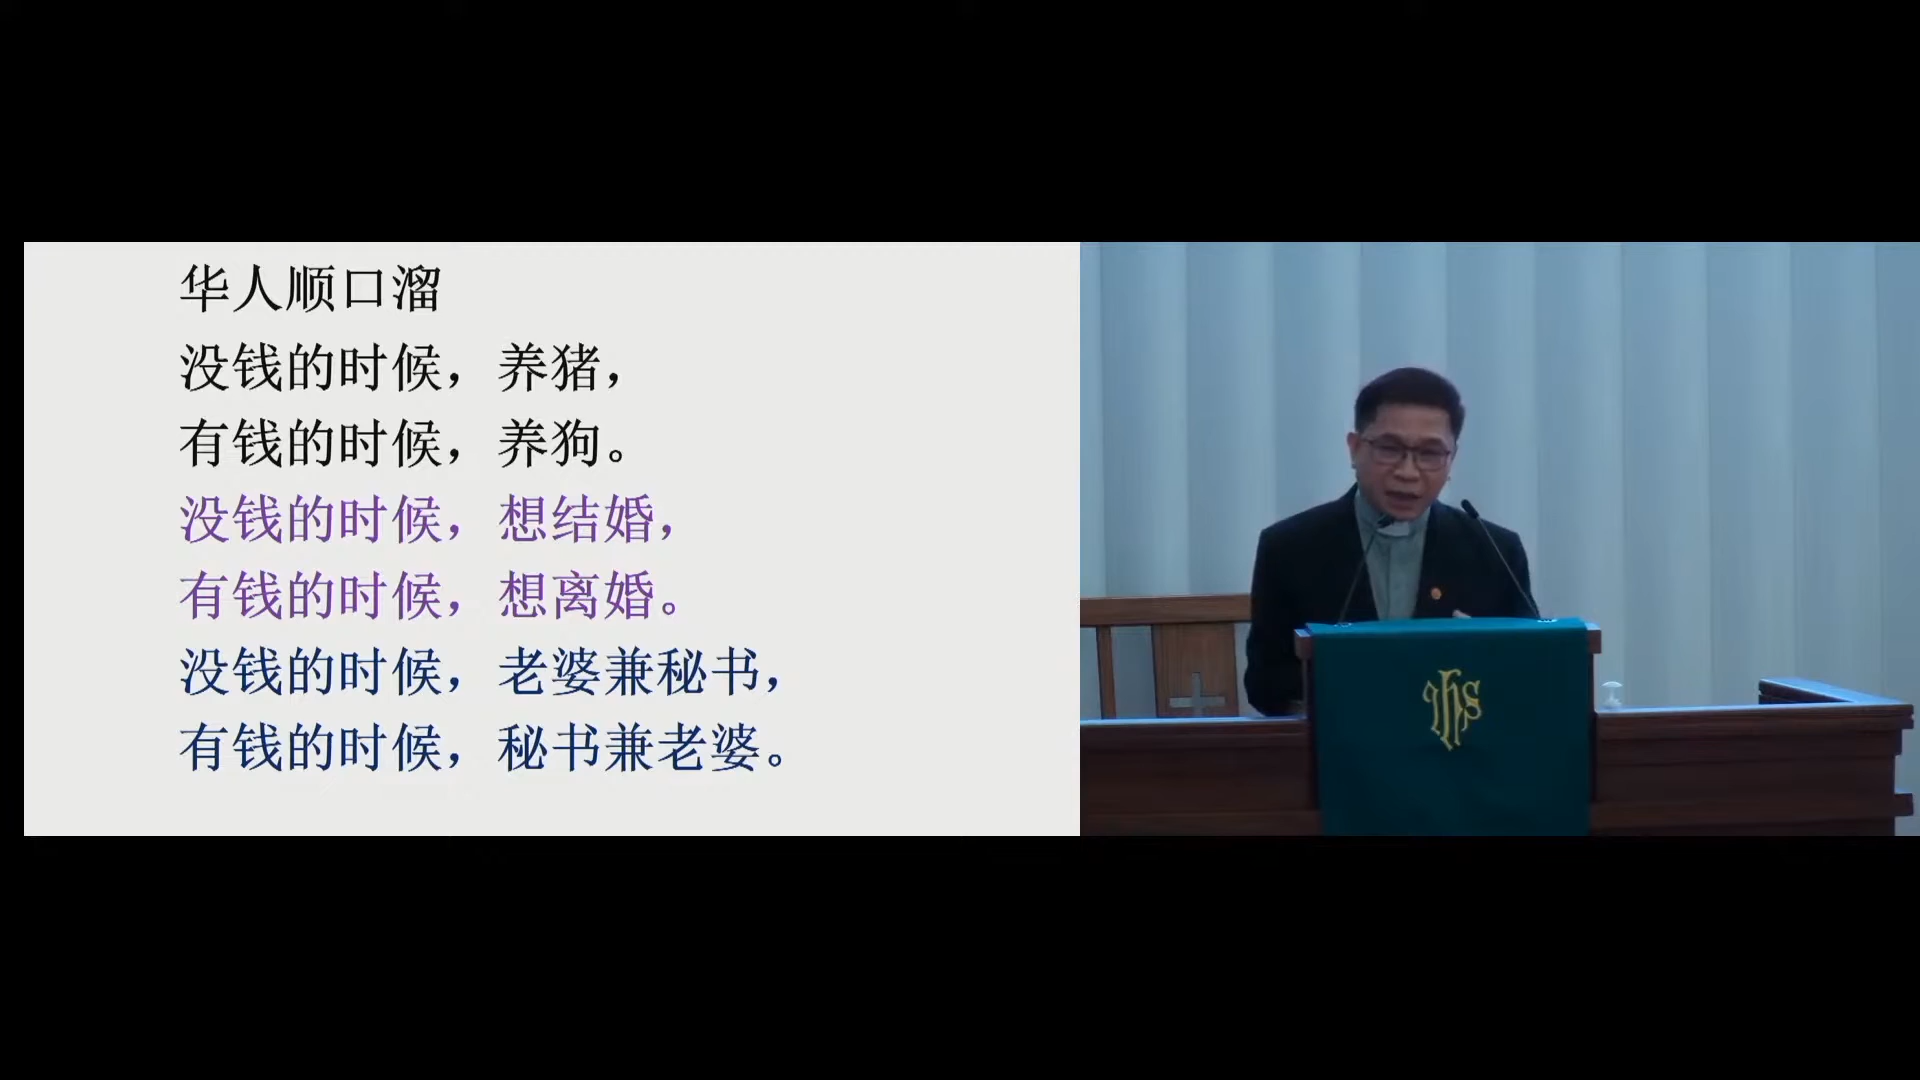 华人顺口溜
没钱的时候，养猪，
有钱的时候，养狗。
没钱的时候，想结婚，
有钱的时候，想离婚。
没钱的时候，老婆兼秘书，
有钱的时候，秘书兼老婆。
IHS